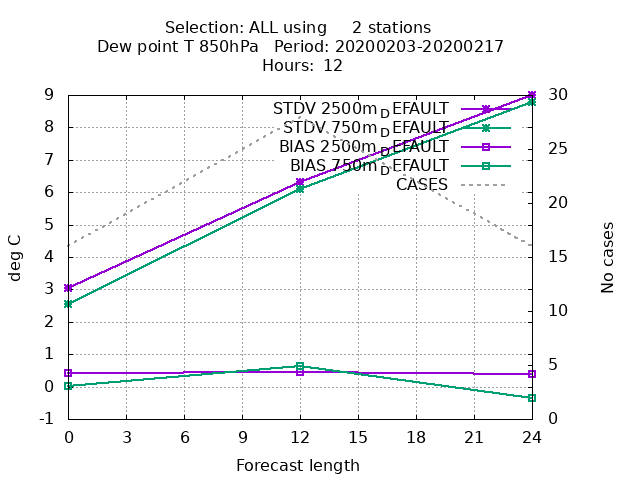 Selection: ALL using     2 stations
Dew point T 850hPa   Period: 20200203-20200217
Hours: 12
9
8
7
6
5
4
3
2
1
0
-1
30
25
20
15
10
5
0
STDV 2500m_DEFAULT
STDV 750m_DEFAULT
BIAS 2500m_DEFAULT
BIAS 750m_DEFAULT
CASES
deg C
No cases
0 3 6 9 12 15 18 21 24
Forecast length